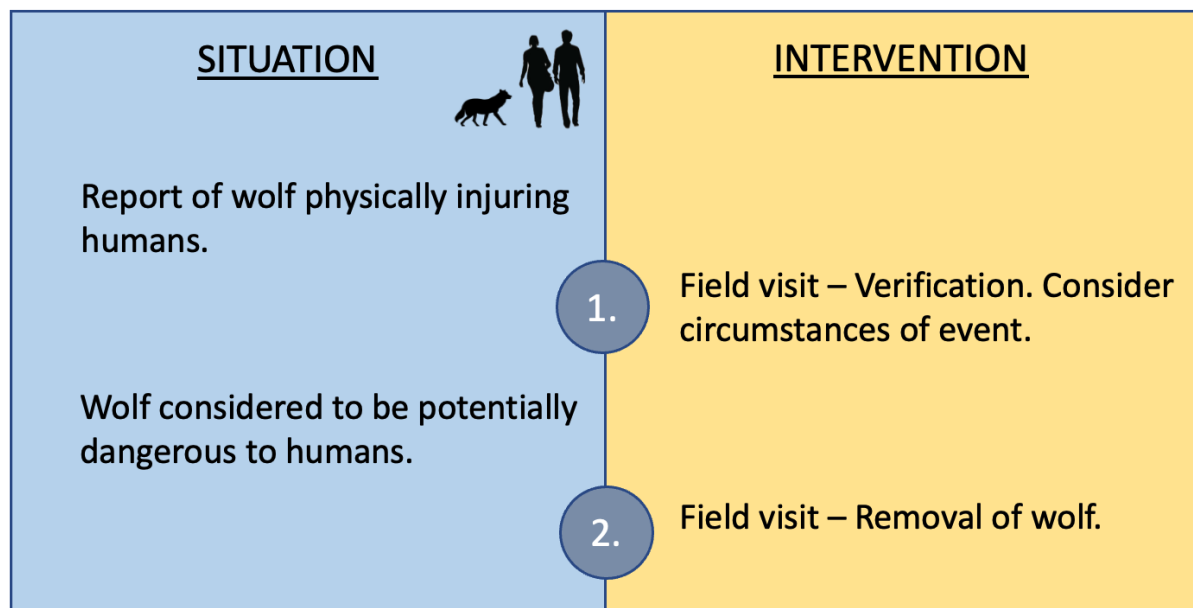 SITUATION
INTERVENTION
Report of wolf physically injuring
humans.
1.
Field visit – Verification. Consider
circumstances of event.
Wolf considered to be potentially
dangerous to humans.
2.
Field visit – Removal of wolf.